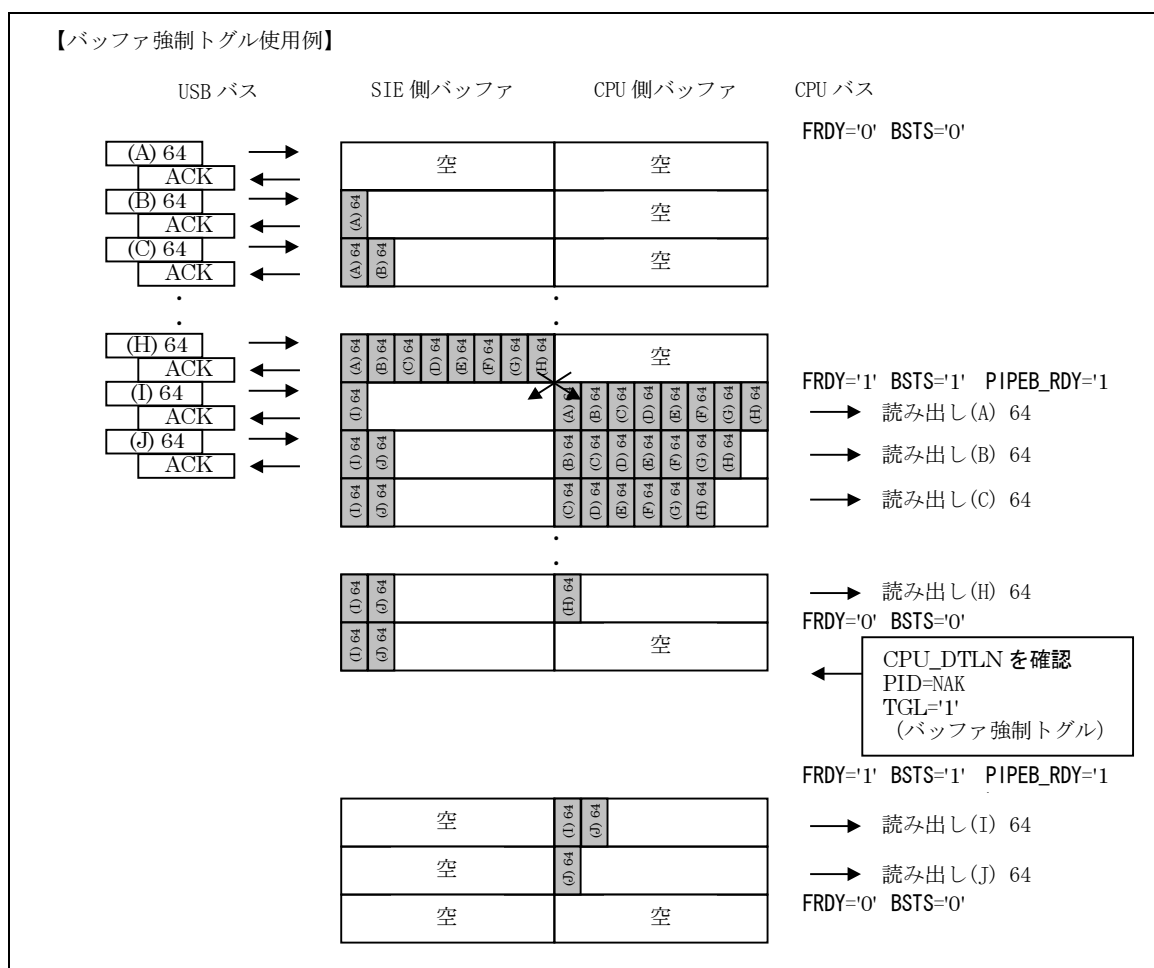 【バッファ強制トグル使用例】
USB バス SIE 側バッファ CPU 側バッファ CPU バス
FRDY='0' BSTS='0'
(A) 64 空 空
ACK
(B) 64 (A) 64 空
ACK
(C) 64 (A) 64 (B) 64 空
ACK
(H) 64 (A) 64 (B) 64 (C) 64 (D) 64 (E) 64 (F) 64 (G) 64 (H) 64 空
ACK
FRDY='1' BSTS='1' PIPEB_RDY='1
(I) 64 (I) 64 (A) 64 (B) 64 (C) 64 (D) 64 (E) 64 (F) 64 (G) 64 (H) 64 読み出し(A) 64
ACK
(J) 64 (I) 64 (J) 64 (B) 64 (C) 64 (D) 64 (E) 64 (F) 64 (G) 64 (H) 64 読み出し(B) 64
ACK
(I) 64 (J) 64 (C) 64 (D) 64 (E) 64 (F) 64 (G) 64 (H) 64 読み出し(C) 64
(I) 64 (J) 64 (H) 64 読み出し(H) 64
FRDY='0' BSTS='0'
(I) 64 (J) 64 空
CPU_DTLN を確認
PID=NAK
TGL='1'
(バッファ強制トグル)
FRDY='1' BSTS='1' PIPEB_RDY='1
空 (I) 64 (J) 64 読み出し(I) 64
空 (J) 64 読み出し(J) 64
FRDY='0' BSTS='0'
空 空